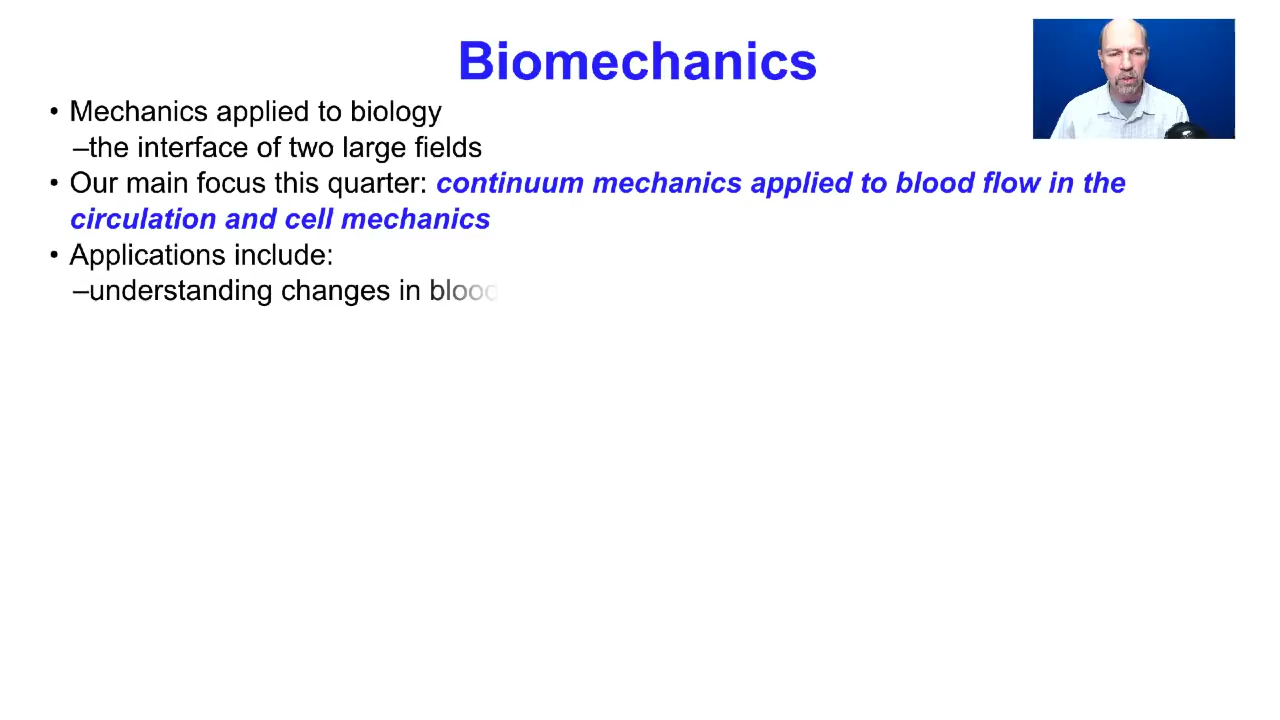 Biomechanics
• Mechanics applied to biology
–the interface of two large fields
• Our main focus this quarter: continuum mechanics applied to blood flow in the
circulation and cell mechanics
• Applications include:
–understanding changes in blood